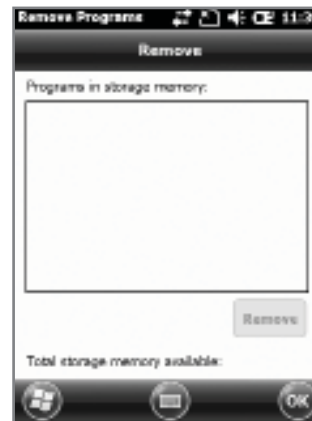 Remove Programs 11:3
Remove
Programs in storage memory:
Remove
Total storage memory available:
OK